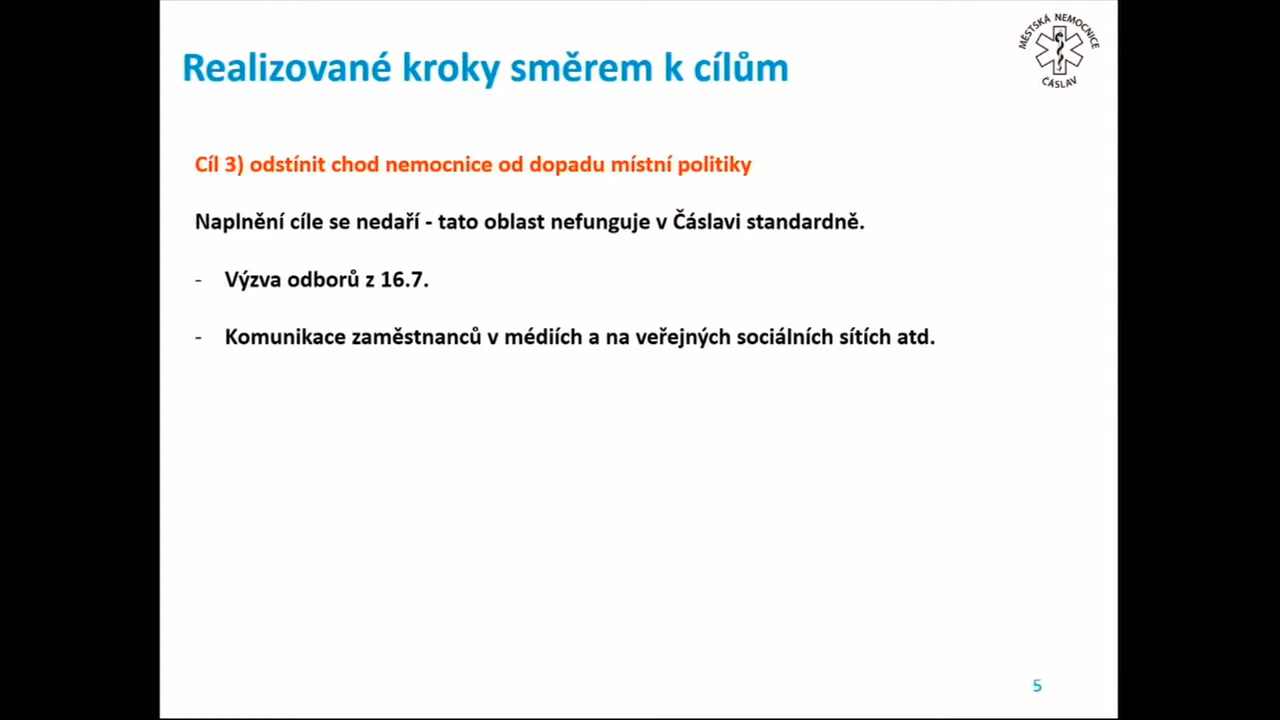 MĚSTSKÁ NEMOCNICE
ČÁSLAV
Realizované kroky směrem k cílům
Cíl 3) odstínit chod nemocnice od dopadu místní politiky
Naplnění cíle se nedaří - tato oblast nefunguje v Čáslavi standardně.
- Výzva odborů z 16.7.
- Komunikace zaměstnanců v médiích a na veřejných sociálních sítích atd.
5